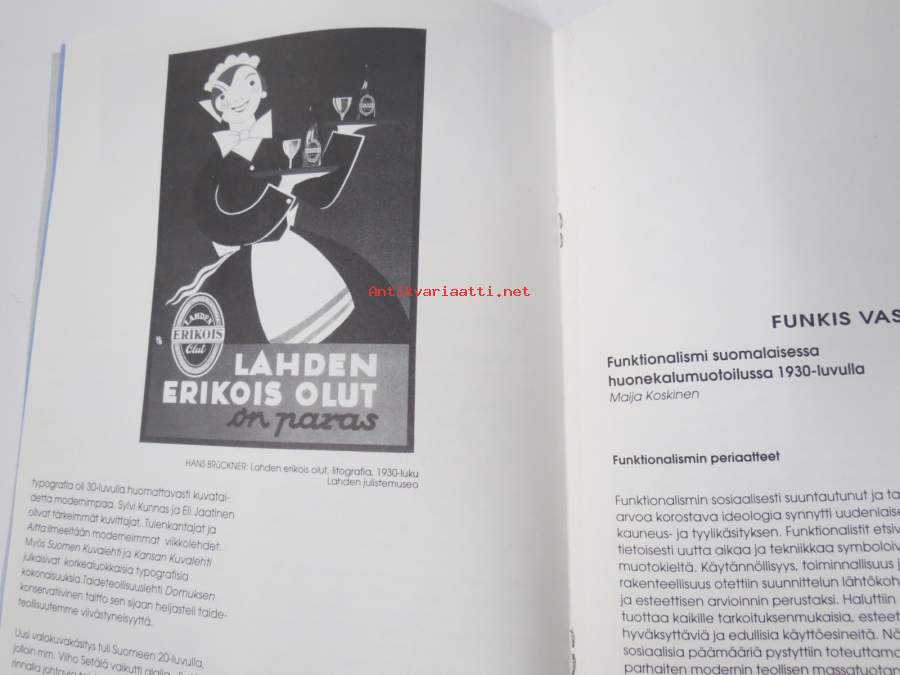 LAHDEN
ERIKOIS
Olut
LAHDEN
ERIKOIS OLUT
on paras
HANS BRÜCKNER: Lahden erikois olut, litografia, 1930-luku
Lahden julistemuseo
typografia oli 30-luvulla huomattavasti kuvatai-
detta modernimpaa. Sylvi Kunnas ja Eli Jaatinen
olivat tärkeimmät kuvittajat, Tulenkantajat ja
Aitta ilmeeltään moderneimmat viikkolehdet.
Myös Suomen Kuvalehti ja Kansan Kuvalehti
julkaisivat korkealuokkaisia typografisia
kokonaisuuksia. Taideteollisuuslehti Domuksen
konservatiivinen taitto sen sijaan heijasteli taide-
teollisuutemme viivästyneisyyttä.
Uusi valokuvakäsitys tuli Suomeen 20-luvulla,
jolloin mm. Vilho Setälä vaikutti alalla.
rinnalla johtavia
Antikvariaatti.net
FUNKIS VAS
Funktionalismi suomalaisessa
huonekalumuotoilussa 1930-luvulla
Maija Koskinen
Funktionalismin periaatteet
Funktionalismin sosiaalisesti suuntautunut ja ta
arvoa korostava ideologia synnytti uudenlaise
kauneus- ja tyylikäsityksen. Funktionalistit etsiv
tietoisesti uutta aikaa ja tekniikkaa symboloiv
muotokieltä. Käytännöllisyys, toiminnallisuus j
rakenteellisuus otettiin suunnittelun lähtökoh
ja esteettisen arvioinnin perustaksi. Haluttiin
tuottaa kaikille tarkoituksenmukaisia, esteet
hyväksyttäviä ja edullisia käyttöesineitä. Nä
sosiaalisia päämääriä pystyttiin toteuttama
parhaiten modernin teollisen massatuotan